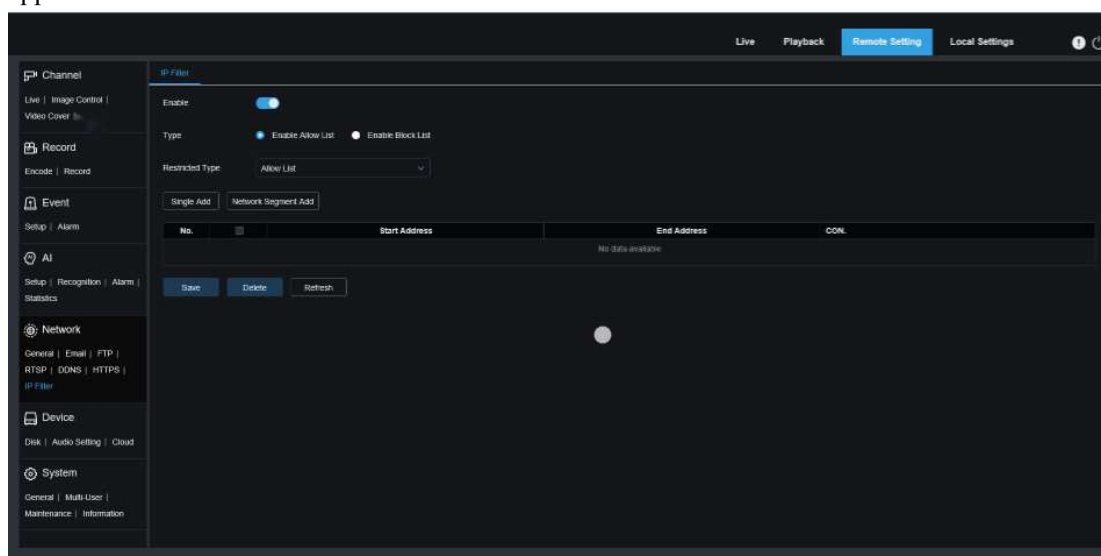 Live Playback Remote Setting Local Settings
Channel
Live | Image Control |
Video Cover
Record
Encode | Record
Event
Setup | Alarm
AI
Setup | Recognition | Alarm |
Statistics
Network
General | Email | FTP |
RTSP | DDNS | HTTPS |
IP Filter
Device
Disk | Audio Setting | Cloud
System
General | Multi-User |
Maintenance | Information
IP Filter
Enable
Type Enable Allow List Enable Block List
Restricted Type Allow List
Single Add Network Segment Add
No. Start Address End Address CON.
No data available
Save Delete Refresh